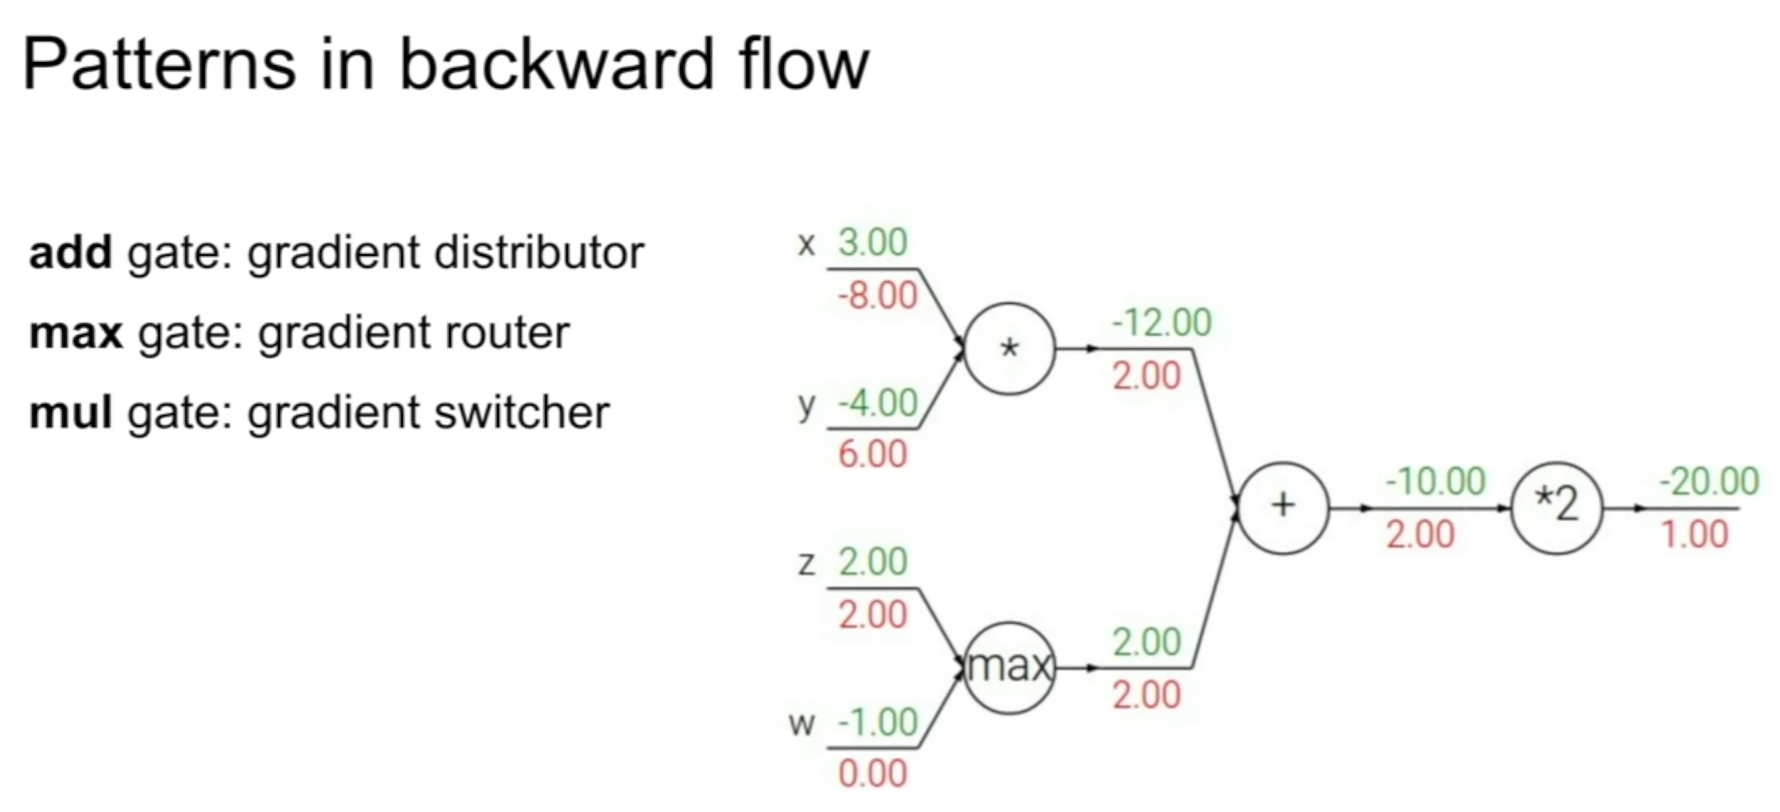 Patterns in backward flow
add gate: gradient distributor
max gate: gradient router
mul gate: gradient switcher
x 3.00
-8.00
y -4.00
6.00
*
-12.00
2.00
z 2.00
2.00
w -1.00
0.00
max
2.00
2.00
+
-10.00
2.00
*2
-20.00
1.00